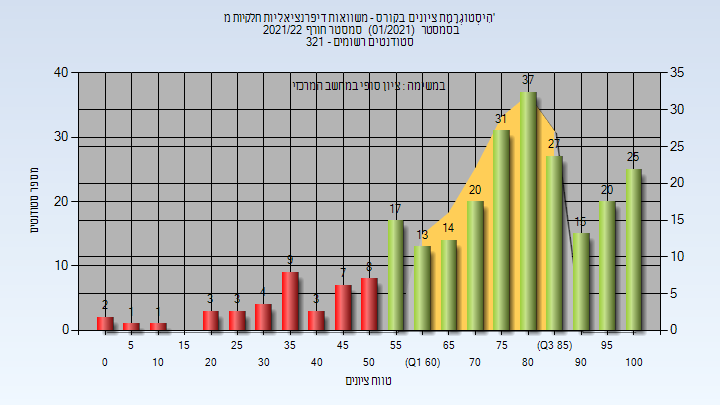 היסטוגרמת ציונים בקורס - משוואות דיפרנציאליות חלקיות מ'
בסמסטר (01/2021) סמסטר חורף 2021/22
סטודנטים רשומים - 321
במשימה : ציון סופי במחשב המרכזי
מספר סטודנטים
40
30
20
10
0
35
30
25
20
15
10
5
0
2 1 1 3 3 4 9 3 7 8 17 13 14 20 31 37 27 15 20 25
5 15 25 35 45 55 65 75 (Q3 85) 95
0 10 20 30 40 50 (Q1 60) 70 80 90 100
טווח ציונים